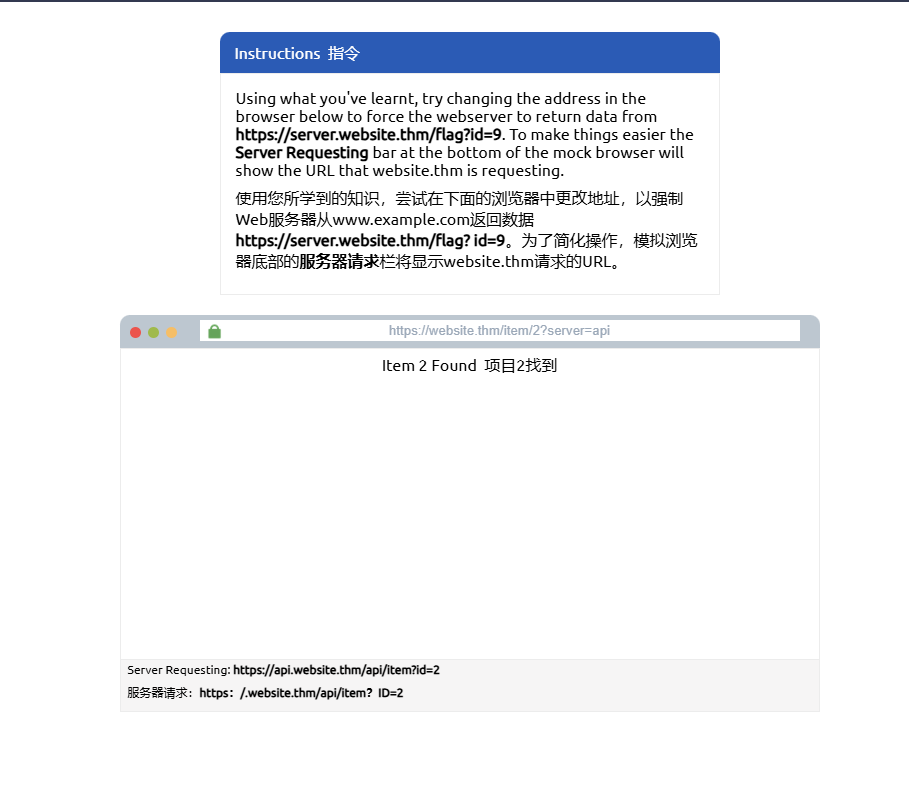 Instructions 指令
Using what you've learnt, try changing the address in the
browser below to force the webserver to return data from
https://server.website.thm/flag?id=9. To make things easier the
Server Requesting bar at the bottom of the mock browser will
show the URL that website.thm is requesting.
使用您所学到的知识，尝试在下面的浏览器中更改地址，以强制
Web服务器从www.example.com返回数据
https://server.website.thm/flag? id=9。为了简化操作，模拟浏览
器底部的服务器请求栏将显示website.thm请求的URL。
https://website.thm/item/2?server=api
Item 2 Found 项目2找到
Server Requesting: https://api.website.thm/api/item?id=2
服务器请求：https：/.website.thm/api/item？ID=2